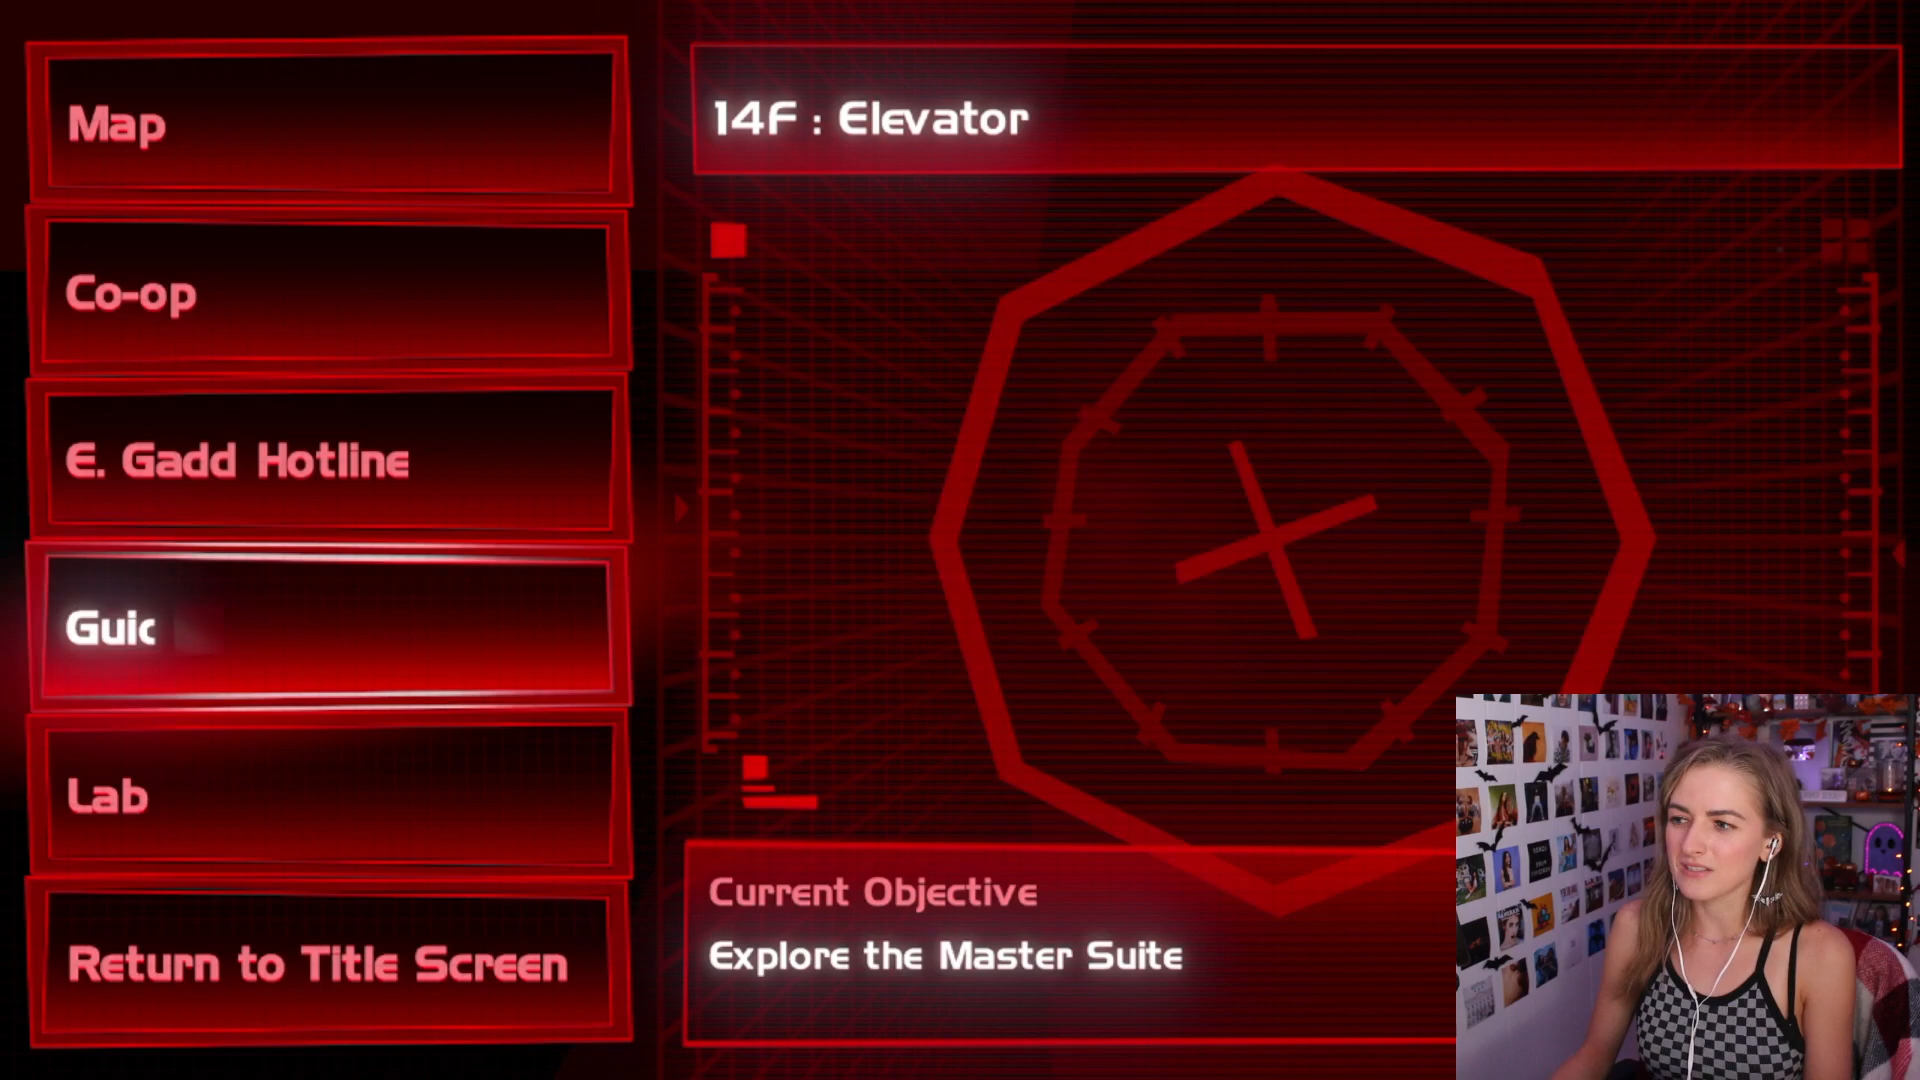 Map
Co-op
E. Gadd Hotline
Guic
Lab
Return to Title Screen
14F : Elevator
Current Objective
Explore the Master Suite